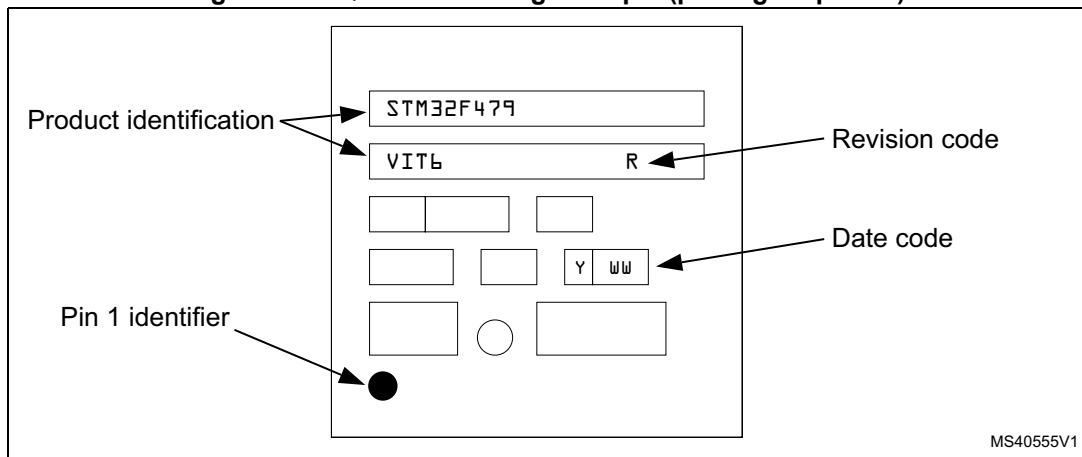 STM32F479
Product identification
VIT6 R
Revision code
Y WW
Date code
Pin 1 identifier
MS40555V1